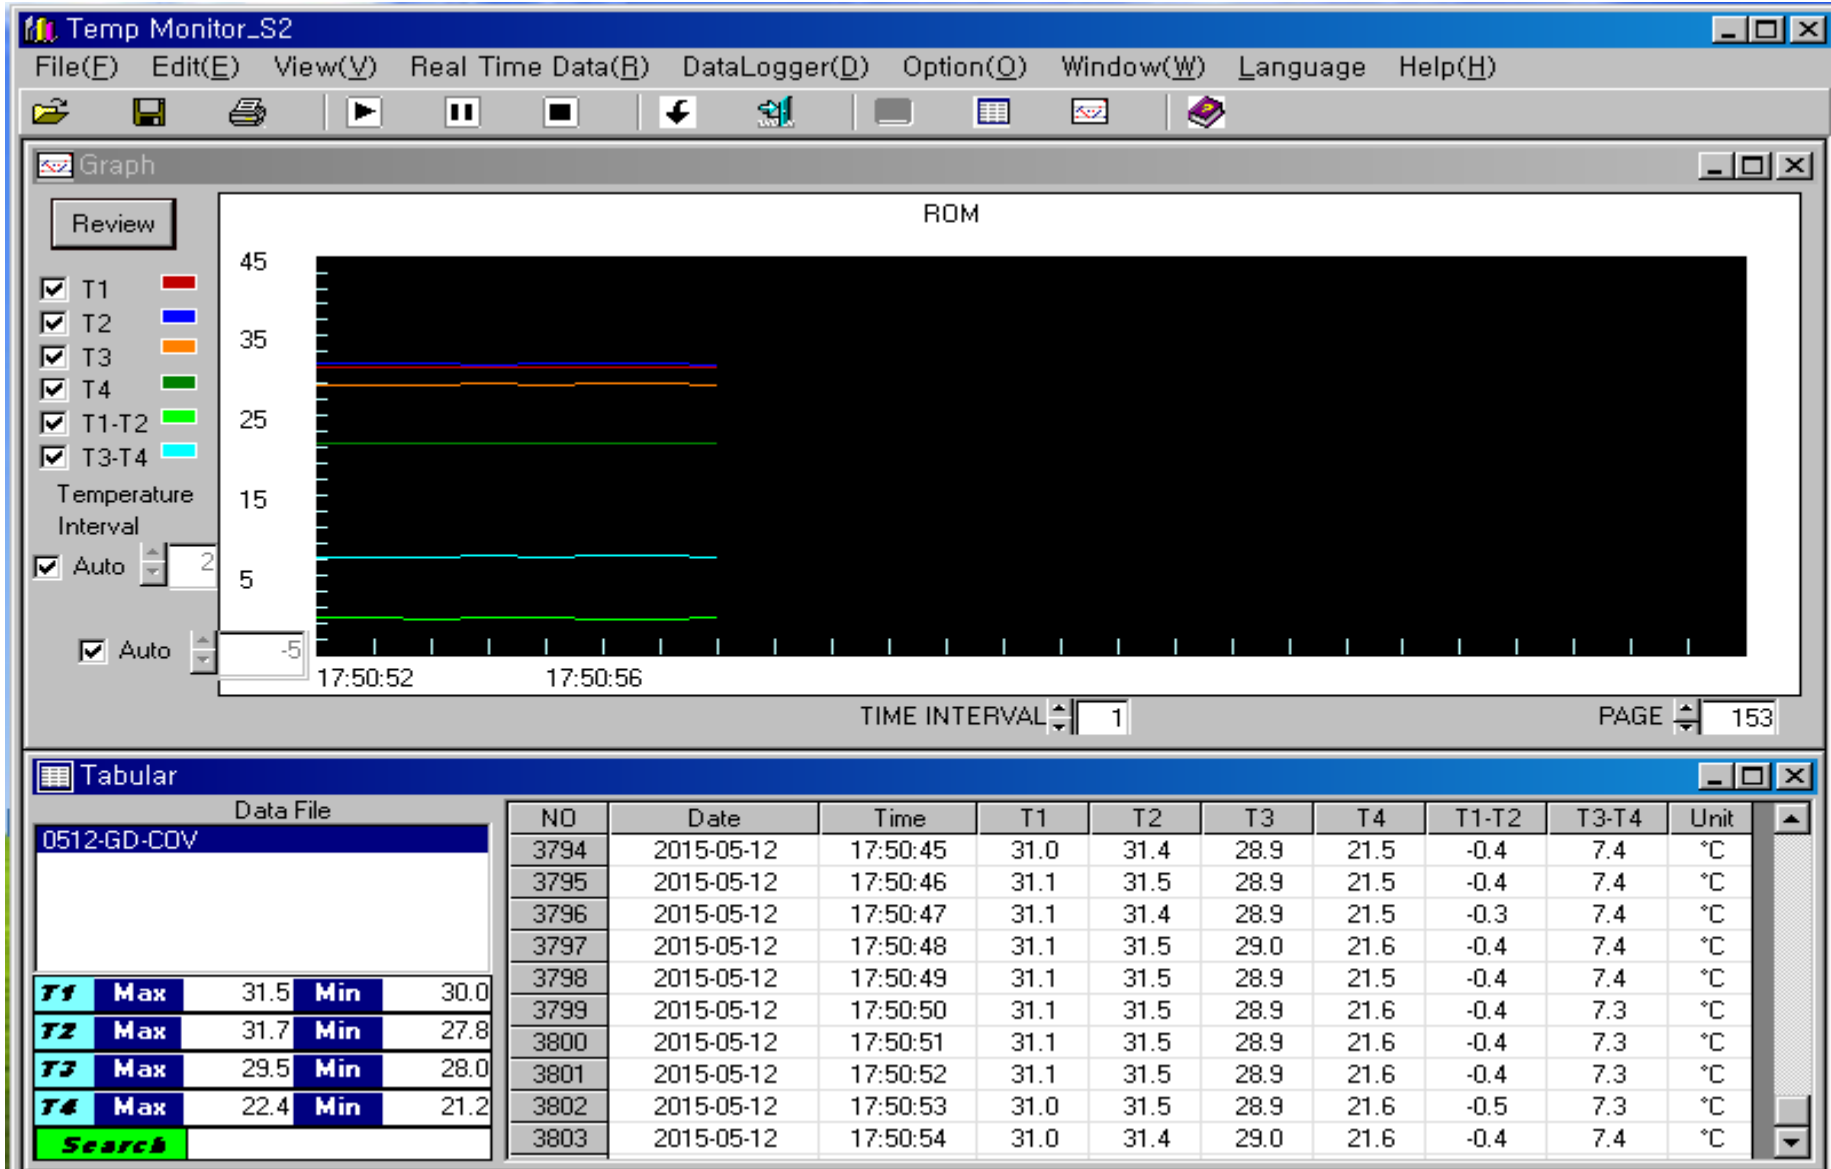 Temp Monitor_S2
File(F) Edit(E) View(V) Real Time Data(R) DataLogger(D) Option(O) Window(W) Language Help(H)
Graph
Review
ROM
45
35
25
15
5
T1
T2
T3
T4
T1-T2
T3-T4
Temperature
Interval
Auto 2
Auto -5
17:50:52 17:50:56
TIME INTERVAL 1 PAGE 153
Tabular
Data File
0512-GD-COV
T1 Max 31.5 Min 30.0
T2 Max 31.7 Min 27.8
T3 Max 29.5 Min 28.0
T4 Max 22.4 Min 21.2
Search
NO Date Time T1 T2 T3 T4 T1-T2 T3-T4 Unit
3794 2015-05-12 17:50:45 31.0 31.4 28.9 21.5 -0.4 7.4 °C
3795 2015-05-12 17:50:46 31.1 31.5 28.9 21.5 -0.4 7.4 °C
3796 2015-05-12 17:50:47 31.1 31.4 28.9 21.5 -0.3 7.4 °C
3797 2015-05-12 17:50:48 31.1 31.5 29.0 21.6 -0.4 7.4 °C
3798 2015-05-12 17:50:49 31.1 31.5 28.9 21.5 -0.4 7.4 °C
3799 2015-05-12 17:50:50 31.1 31.5 28.9 21.6 -0.4 7.3 °C
3800 2015-05-12 17:50:51 31.1 31.5 28.9 21.6 -0.4 7.3 °C
3801 2015-05-12 17:50:52 31.1 31.5 28.9 21.6 -0.4 7.3 °C
3802 2015-05-12 17:50:53 31.0 31.5 28.9 21.6 -0.5 7.3 °C
3803 2015-05-12 17:50:54 31.0 31.4 29.0 21.6 -0.4 7.4 °C